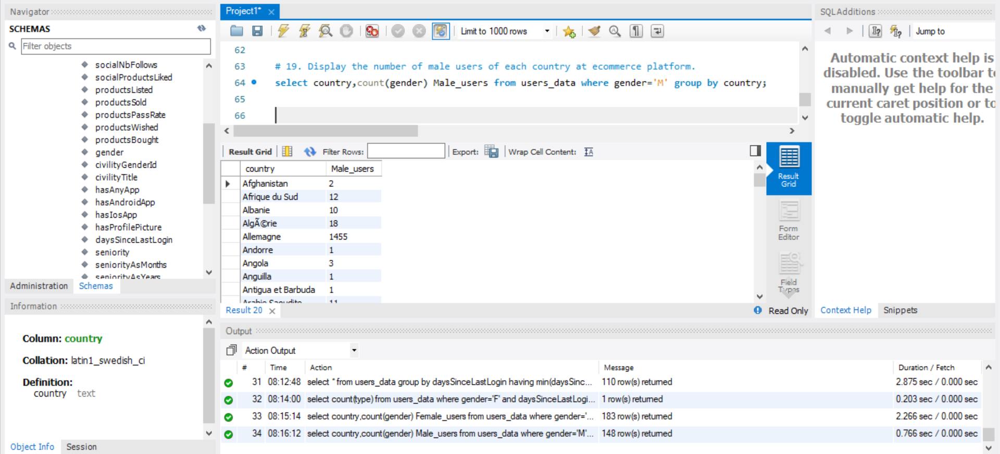 Navigator
SCHEMAS
Filter objects
socialNbFollows
socialProductsLiked
productsListed
productsSold
productsPassRate
productsWished
productsBought
gender
civilityGenderId
civilityTitle
hasAnyApp
hasAndroidApp
hasIosApp
hasProfilePicture
daysSinceLastLogin
seniority
seniorityAsMonths
seniorityAsYears
Administration Schemas
Information
Column: country
Collation: latin1_swedish_ci
Definition:
country text
Object Info Session
Project1*
Limit to 1000 rows
62
63 # 19. Display the number of male users of each country at ecommerce platform.
64 select country,count(gender) Male_users from users_data where gender='M' group by country;
65
66
Result Grid Filter Rows: Export: Wrap Cell Content:
country Male_users
Afghanistan 2
Afrique du Sud 12
Albanie 10
AlgÃ©rie 18
Allemagne 1455
Andorre 1
Angola 3
Anguilla 1
Antigua et Barbuda 1
Arabie Saoudite 11
Result Grid
Form Editor
Field Types
Result 20
Read Only
Output
Action Output
# Time Action Message Duration / Fetch
31 08:12:48 select * from users_data group by daysSinceLastLogin having min(daysSinc... 110 row(s) returned 2.875 sec / 0.000 sec
32 08:14:00 select count(type) from users_data where gender='F' and daysSinceLastLogi... 1 row(s) returned 0.203 sec / 0.000 sec
33 08:15:14 select country,count(gender) Female_users from users_data where gender='... 183 row(s) returned 2.266 sec / 0.000 sec
34 08:16:12 select country,count(gender) Male_users from users_data where gender='M'... 148 row(s) returned 0.766 sec / 0.000 sec
SQLAdditions
Jump to
Automatic context help is
disabled. Use the toolbar to
manually get help for the
current caret position or to
toggle automatic help.
Context Help Snippets